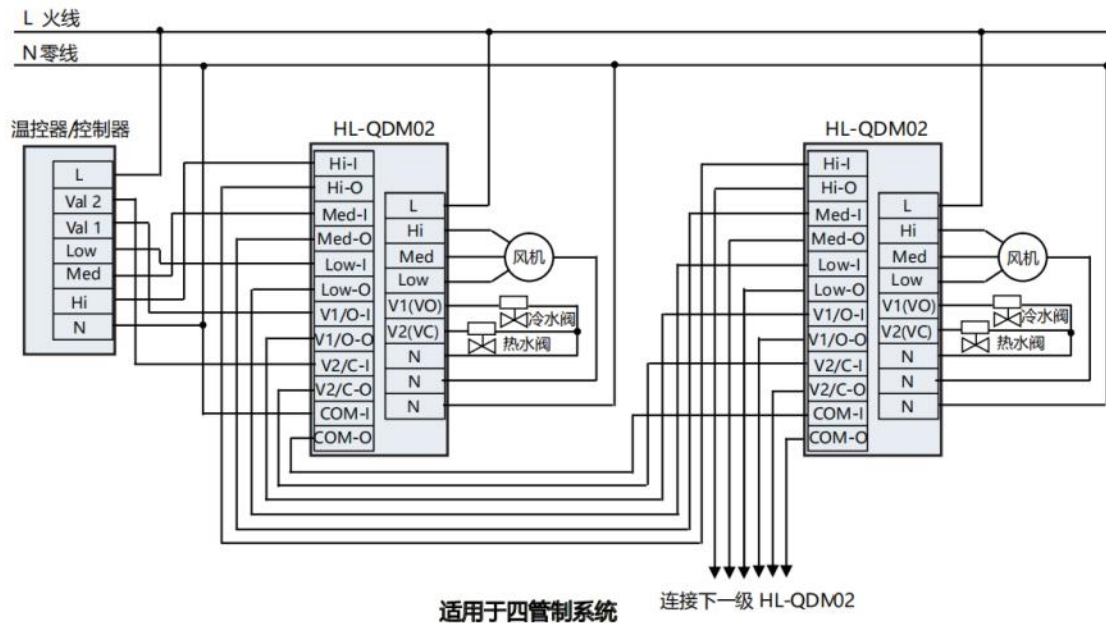 L 火线
N零线
温控器/控制器
L
Val 2
Val 1
Low
Med
Hi
N
HL-QDM02
Hi-I
Hi-O
Med-I
Med-O
Low-I
Low-O
V1/O-I
V1/O-O
V2/C-I
V2/C-O
COM-I
COM-O
L
Hi
Med
Low
V1(VO)
V2(VC)
N
N
N
风机
冷水阀
热水阀
HL-QDM02
Hi-I
Hi-O
Med-I
Med-O
Low-I
Low-O
V1/O-I
V1/O-O
V2/C-I
V2/C-O
COM-I
COM-O
L
Hi
Med
Low
V1(VO)
V2(VC)
N
N
N
风机
冷水阀
热水阀
适用于四管制系统
连接下一级 HL-QDM02